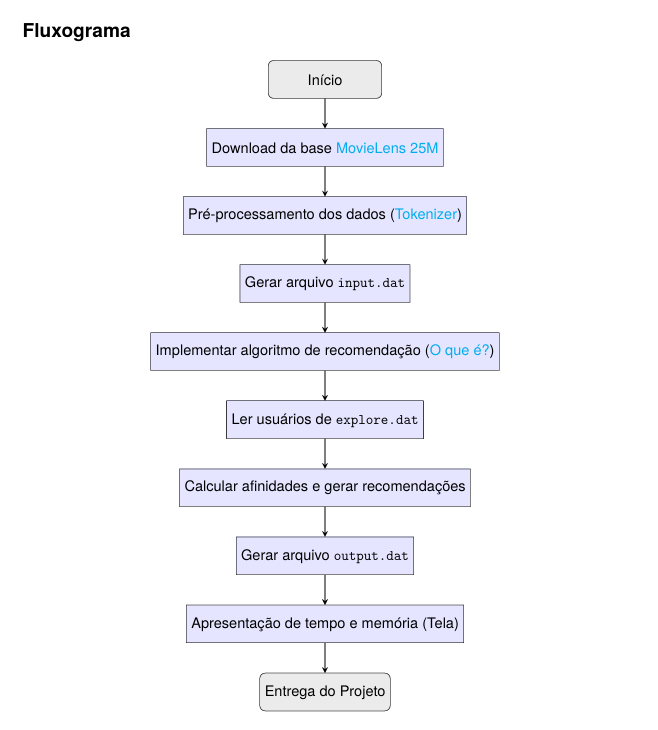 Fluxograma
Início
Download da base MovieLens 25M
Pré-processamento dos dados (Tokenizer)
Gerar arquivo input.dat
Implementar algoritmo de recomendação (O que é?)
Ler usuários de explore.dat
Calcular afinidades e gerar recomendações
Gerar arquivo output.dat
Apresentação de tempo e memória (Tela)
Entrega do Projeto